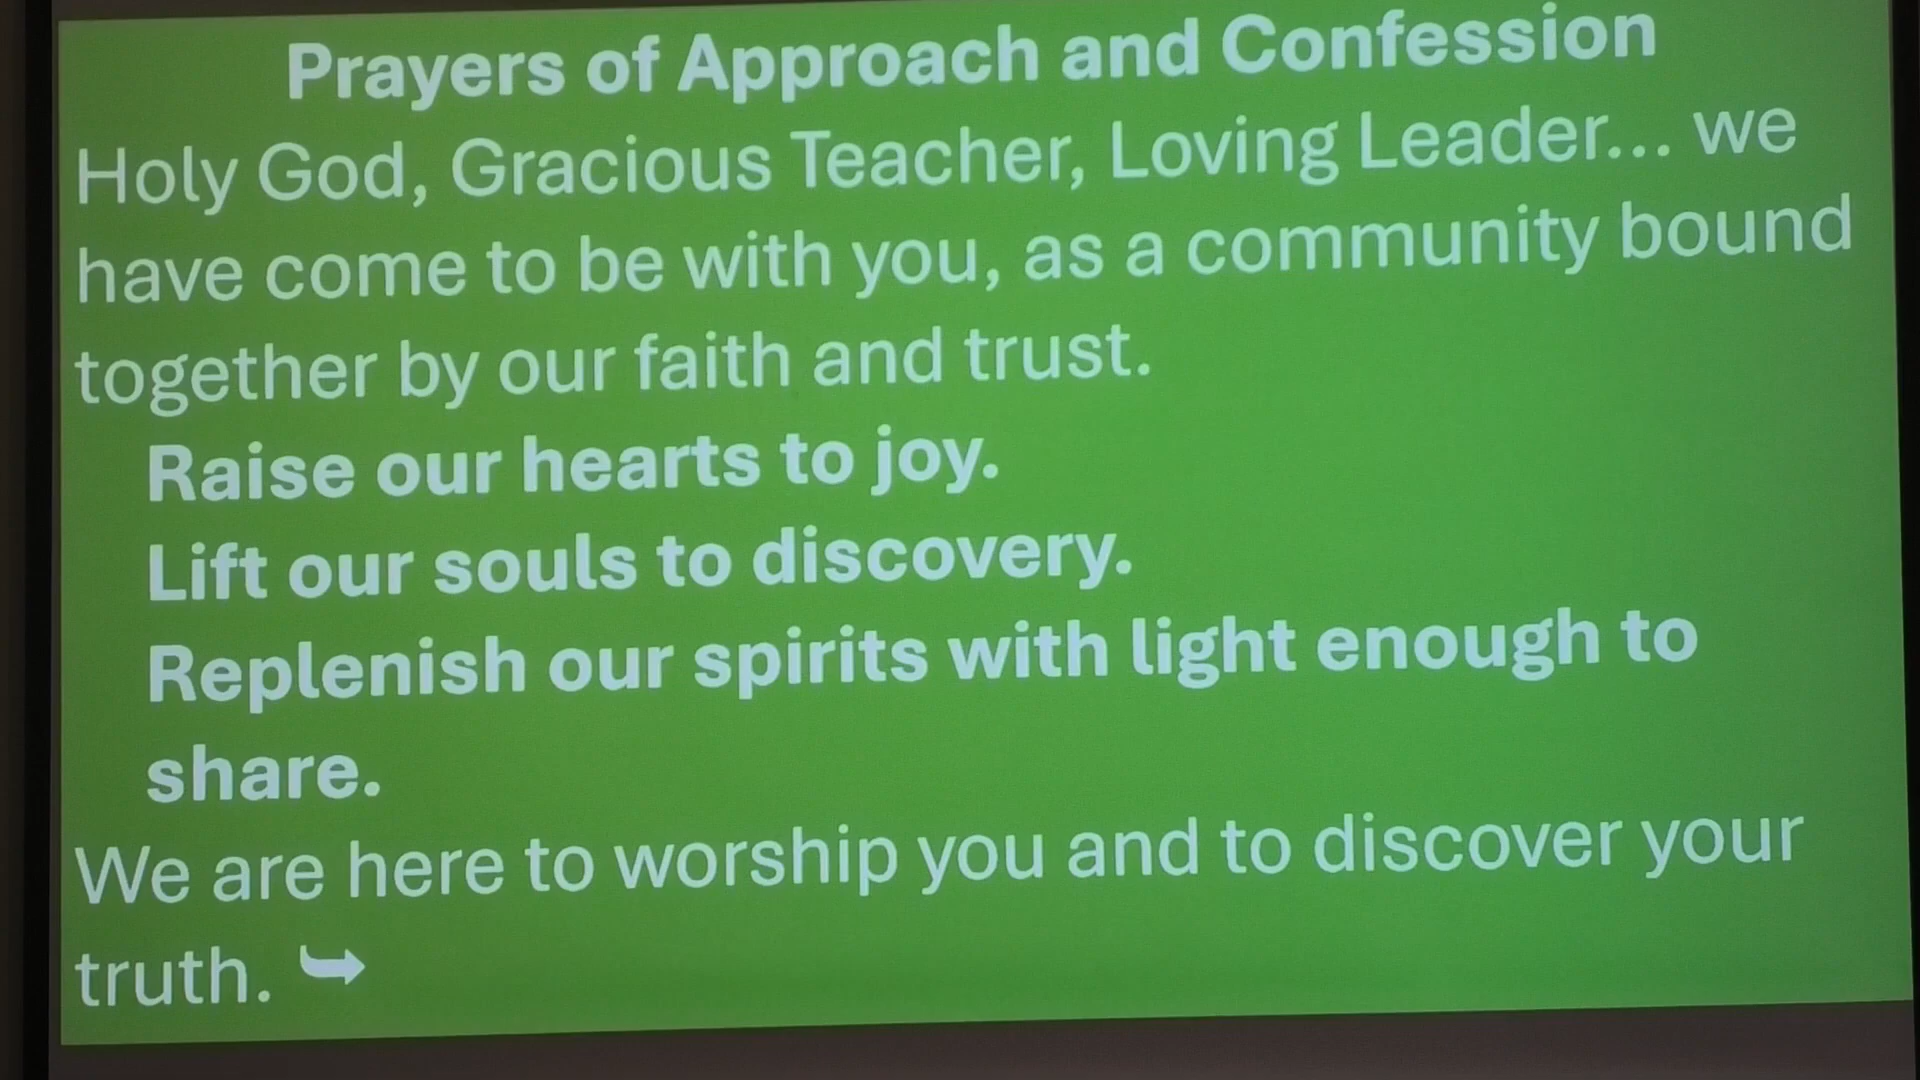 Prayers of Approach and Confession
Holy God, Gracious Teacher, Loving Leader... we
have come to be with you, as a community bound
together by our faith and trust.
Raise our hearts to joy.
Lift our souls to discovery.
Replenish our spirits with light enough to
share.
We are here to worship you and to discover your
truth. ➥